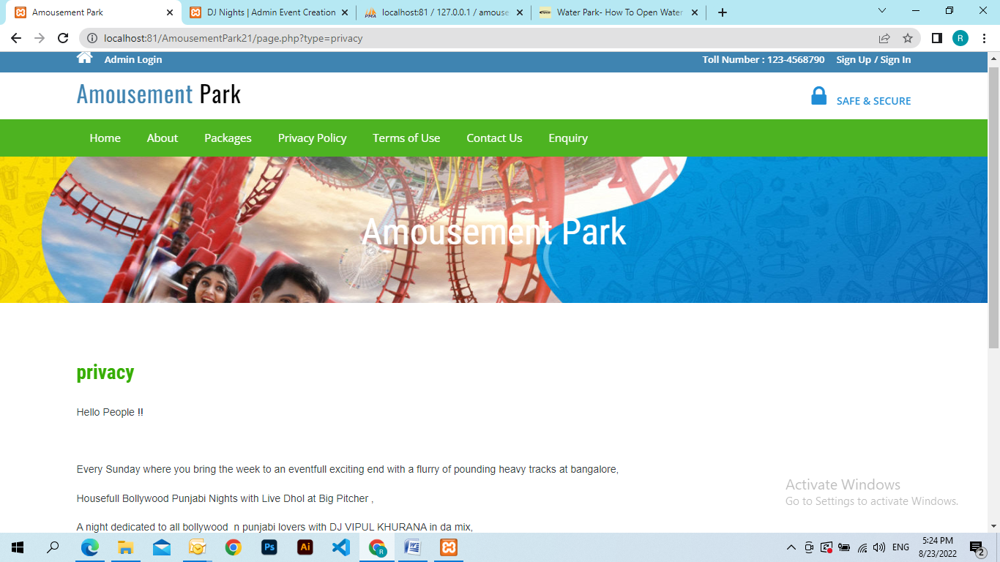 Amousement Park
DJ Nights | Admin Event Creation
PMA localhost:81 / 127.0.0.1 / amouse
Water Park- How To Open Water
localhost:81/AmousementPark21/page.php?type=privacy
R
Admin Login
Toll Number : 123-4568790
Sign Up / Sign In
Amousement Park
SAFE & SECURE
Home
About
Packages
Privacy Policy
Terms of Use
Contact Us
Enquiry
Amousement Park
privacy
Hello People !!
Every Sunday where you bring the week to an eventfull exciting end with a flurry of pounding heavy tracks at bangalore,
Housefull Bollywood Punjabi Nights with Live Dhol at Big Pitcher ,
A night dedicated to all bollywood  n punjabi lovers with DJ VIPUL KHURANA in da mix,
Activate Windows
Go to Settings to activate Windows.
Ps
Ai
R
W
ENG
5:24 PM
8/23/2022
2